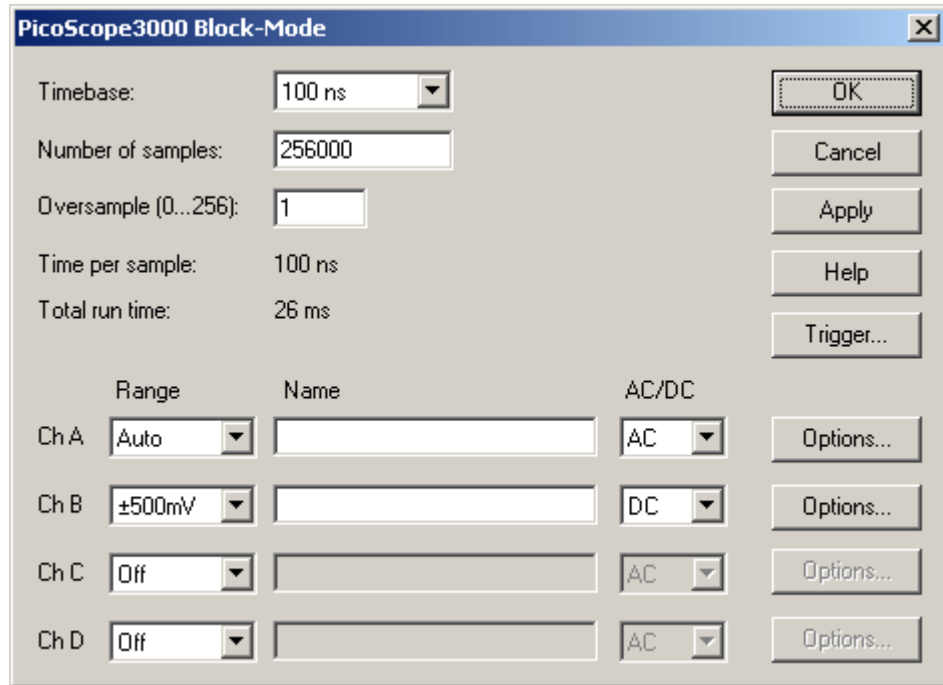 PicoScope3000 Block-Mode
Timebase: 100 ns OK
Number of samples: 256000 Cancel
Oversample (0...256): 1 Apply
Time per sample: 100 ns Help
Total run time: 26 ms
Trigger...
Range Name AC/DC
Ch A Auto AC Options...
Ch B ±500mV DC Options...
Ch C Off AC Options...
Ch D Off AC Options...